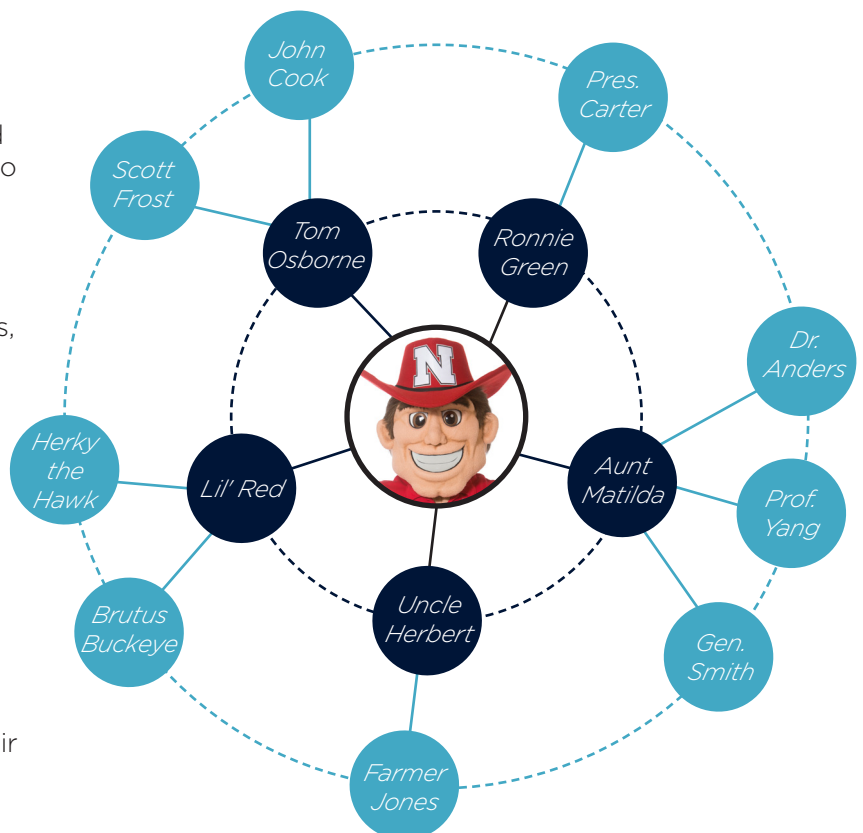 John
Cook
Pres.
Carter
Scott
Frost
Tom
Osborne
Ronnie
Green
N
Dr.
Anders
Herky
the
Hawk
Lil' Red
Aunt
Matilda
Prof.
Yang
Uncle
Herbert
Brutus
Buckeye
Gen.
Smith
Farmer
Jones